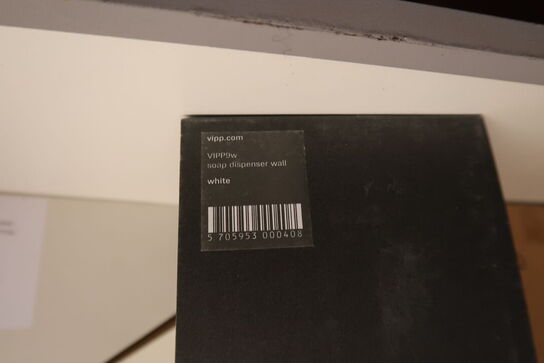 vipp.com
VIPP9w
soap dispenser wall
white
5 705953 000408